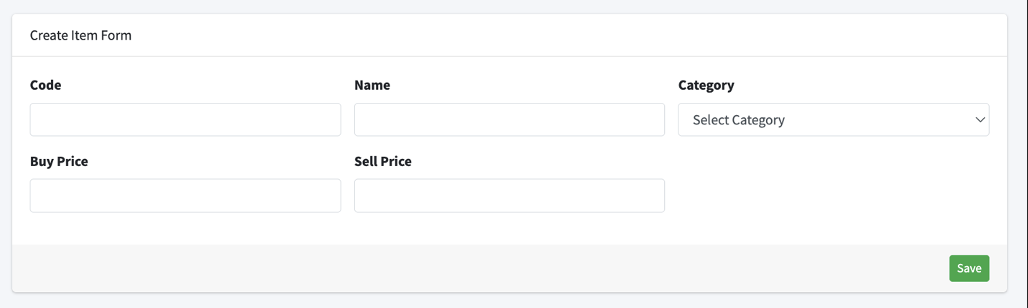 Create Item Form
Code Name Category
Select Category
Buy Price Sell Price
Save